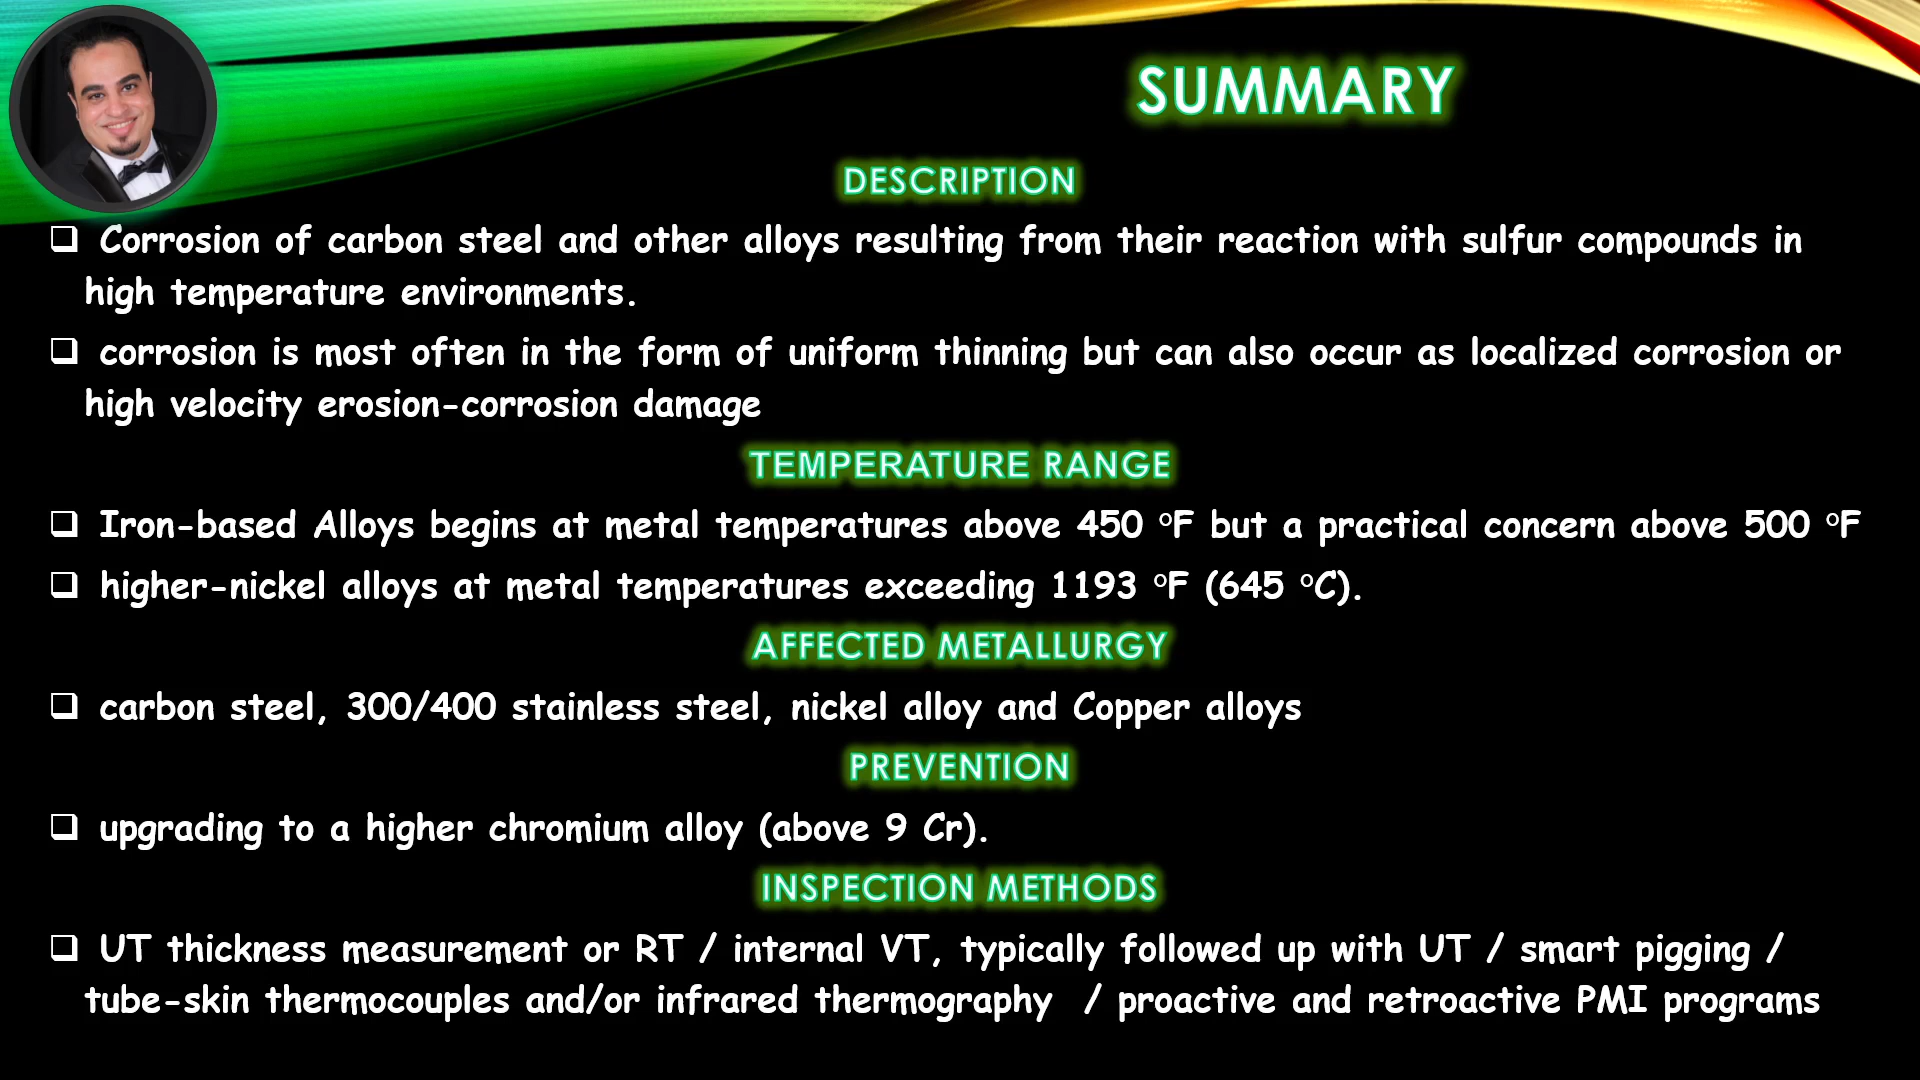 SUMMARY
DESCRIPTION
❑ Corrosion of carbon steel and other alloys resulting from their reaction with sulfur compounds in
high temperature environments.
❑ corrosion is most often in the form of uniform thinning but can also occur as localized corrosion or
high velocity erosion-corrosion damage
TEMPERATURE RANGE
❑ Iron-based Alloys begins at metal temperatures above 450 °F but a practical concern above 500 °F
❑ higher-nickel alloys at metal temperatures exceeding 1193 °F (645 °C).
AFFECTED METALLURGY
❑ carbon steel, 300/400 stainless steel, nickel alloy and Copper alloys
PREVENTION
❑ upgrading to a higher chromium alloy (above 9 Cr).
INSPECTION METHODS
❑ UT thickness measurement or RT / internal VT, typically followed up with UT / smart pigging /
tube-skin thermocouples and/or infrared thermography / proactive and retroactive PMI programs